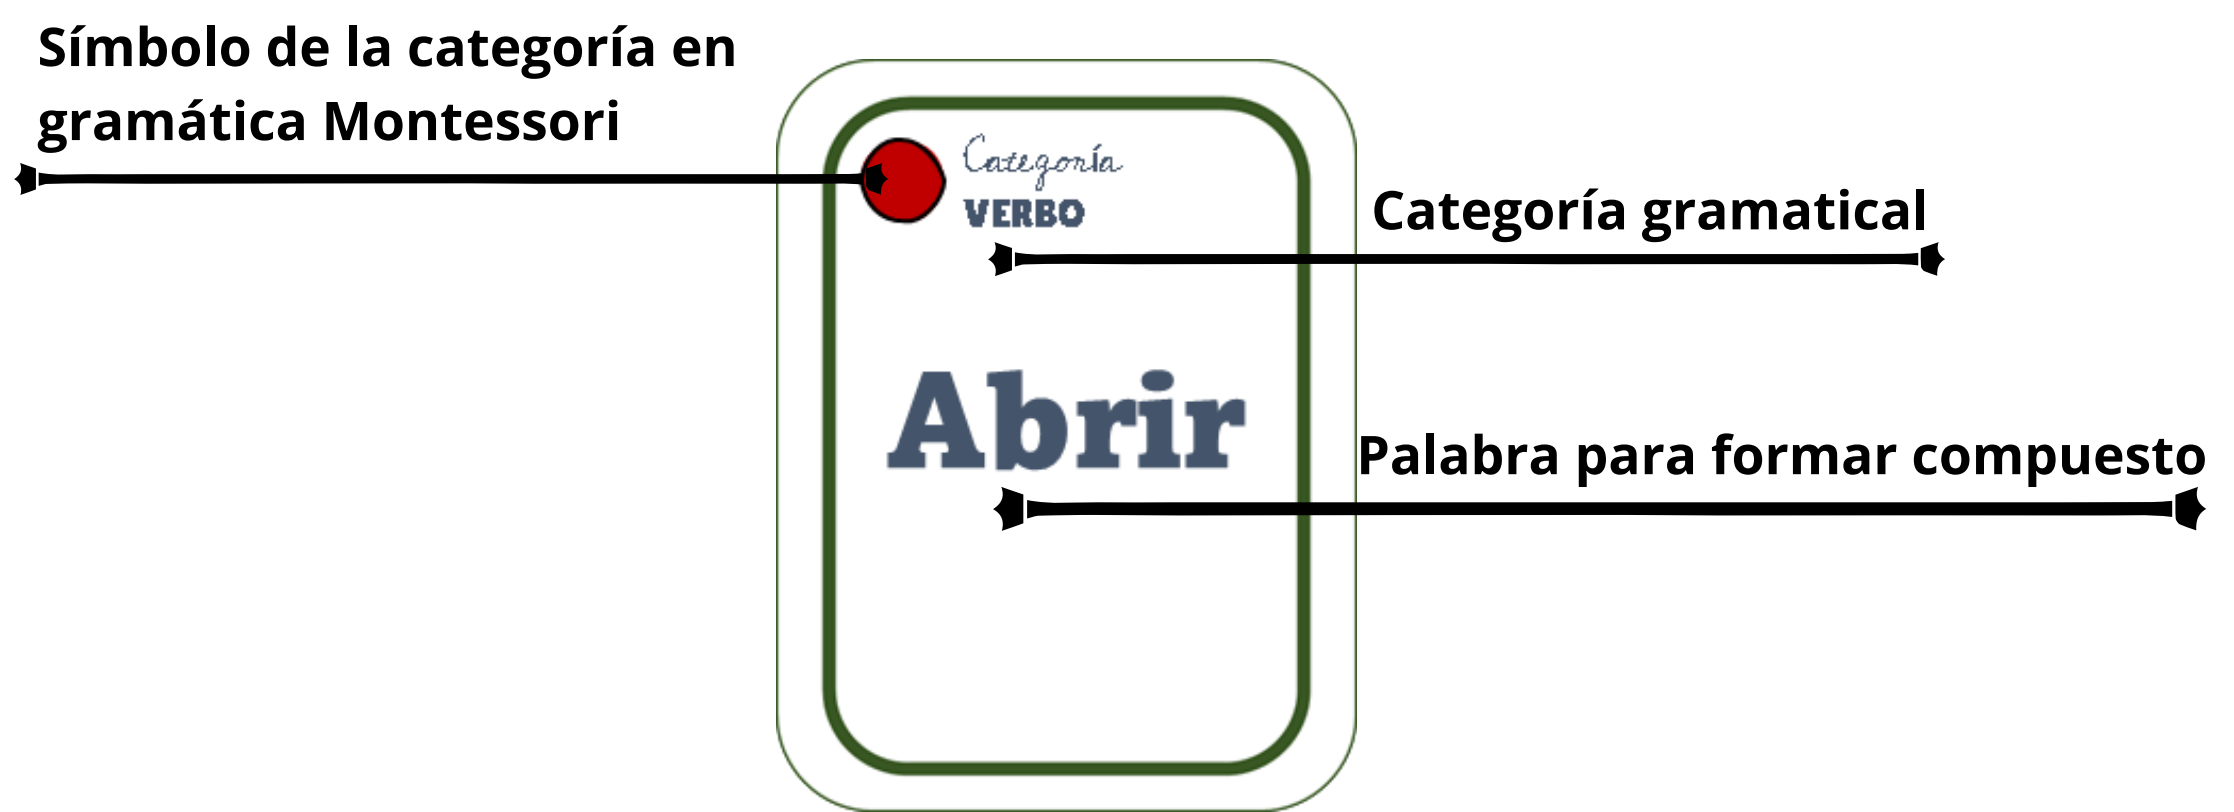 Símbolo de la categoría en
gramática Montessori
Categoría
VERBO
Categoría gramatical
Abrir
Palabra para formar compuesto